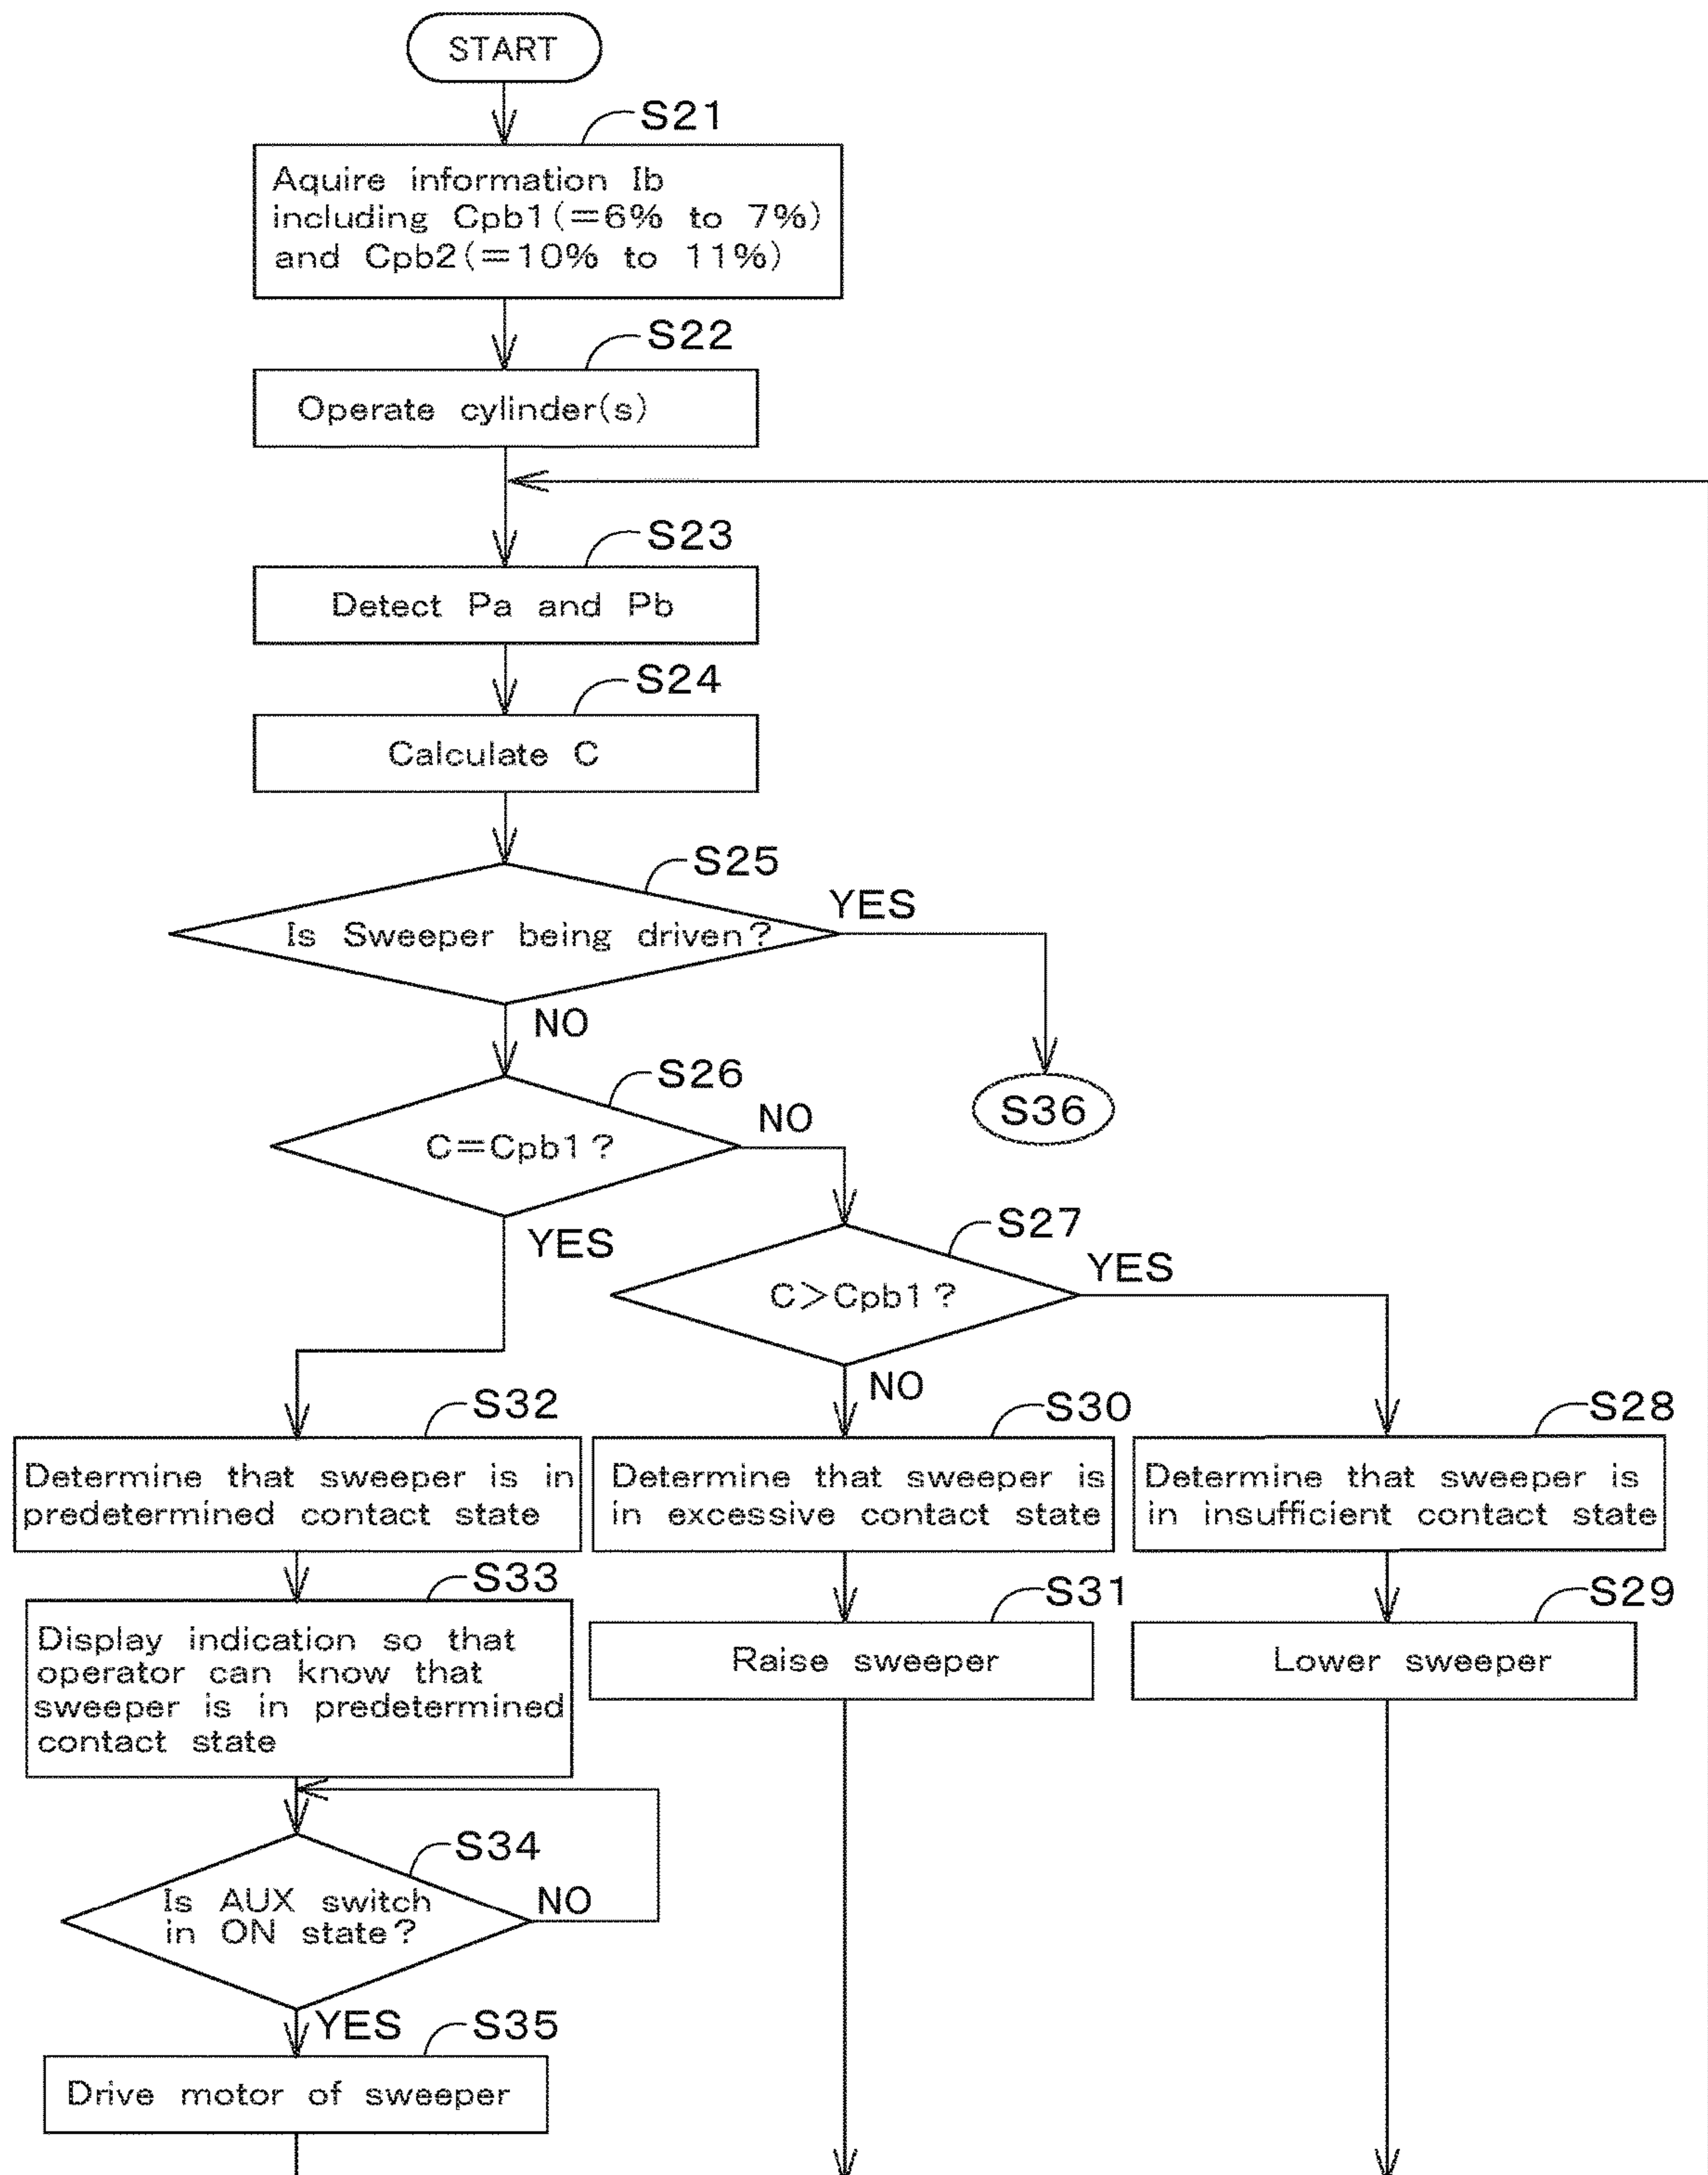 START
S21
Aquire information Ib
including Cpb1(=6% to 7%)
and Cpb2(=10% to 11%)
S22
Operate cylinder(s)
S23
Detect Pa and Pb
S24
Calculate C
S25
Is Sweeper being driven?
YES
NO
S36
S26
C=Cpb1?
NO
YES
S27
C>Cpb1?
YES
NO
S32
Determine that sweeper is in
predetermined contact state
S30
Determine that sweeper is
in excessive contact state
S28
Determine that sweeper is
in insufficient contact state
S33
Display indication so that
operator can know that
sweeper is in predetermined
contact state
S31
Raise sweeper
S29
Lower sweeper
S34
Is AUX switch
in ON state?
NO
YES
S35
Drive motor of sweeper